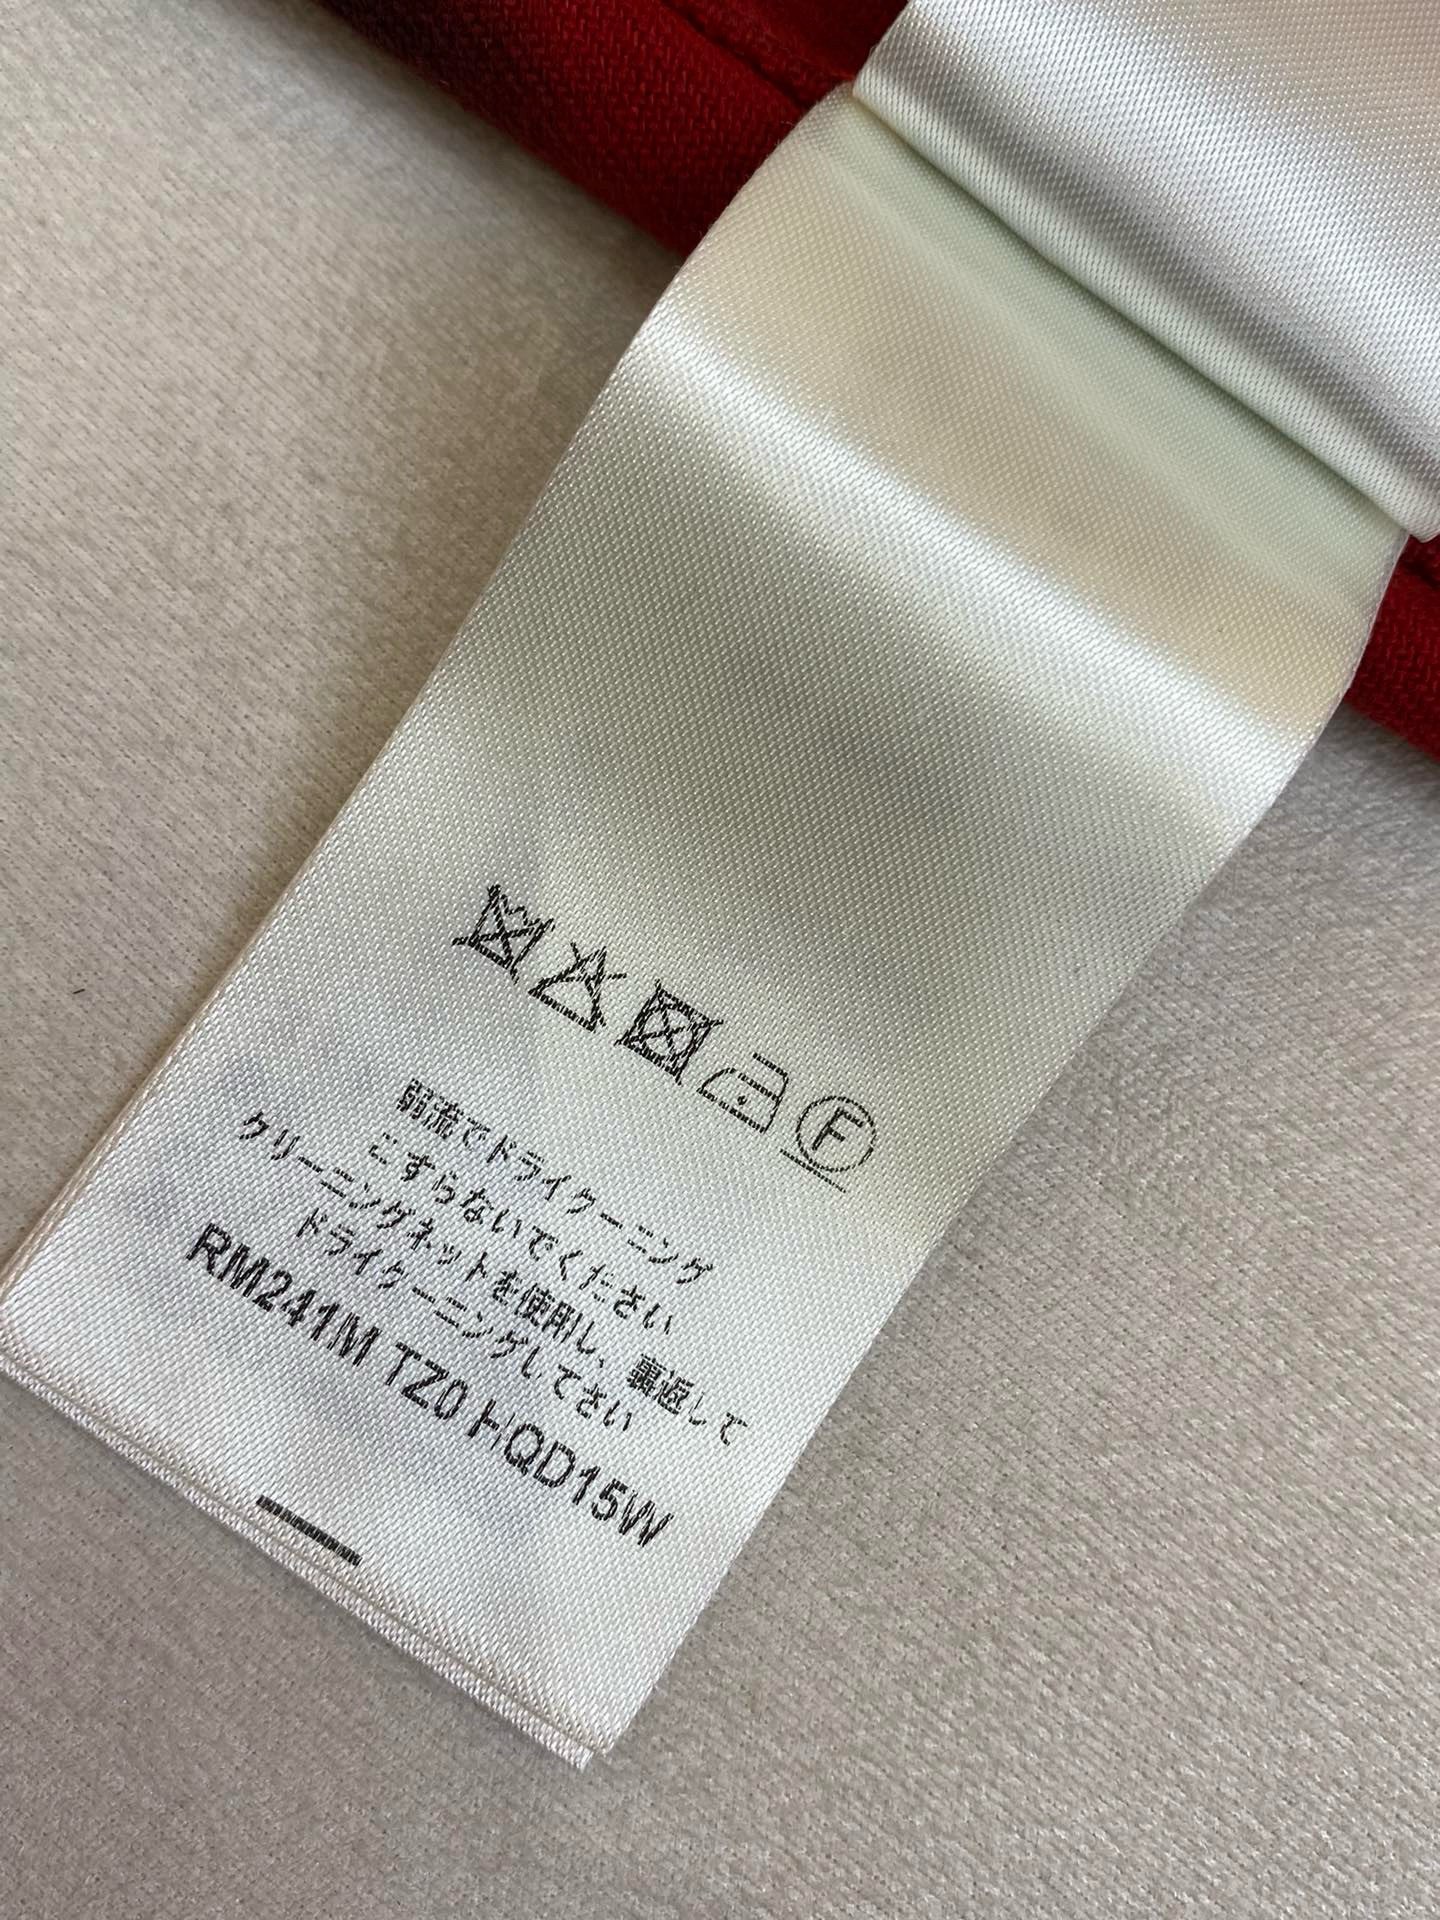 F
弱流でドライクーニング
こすらないでください
クリーニングネットを使用し、裏返して
ドライクーニングしてさい
RM241M TZ0 HQD15W